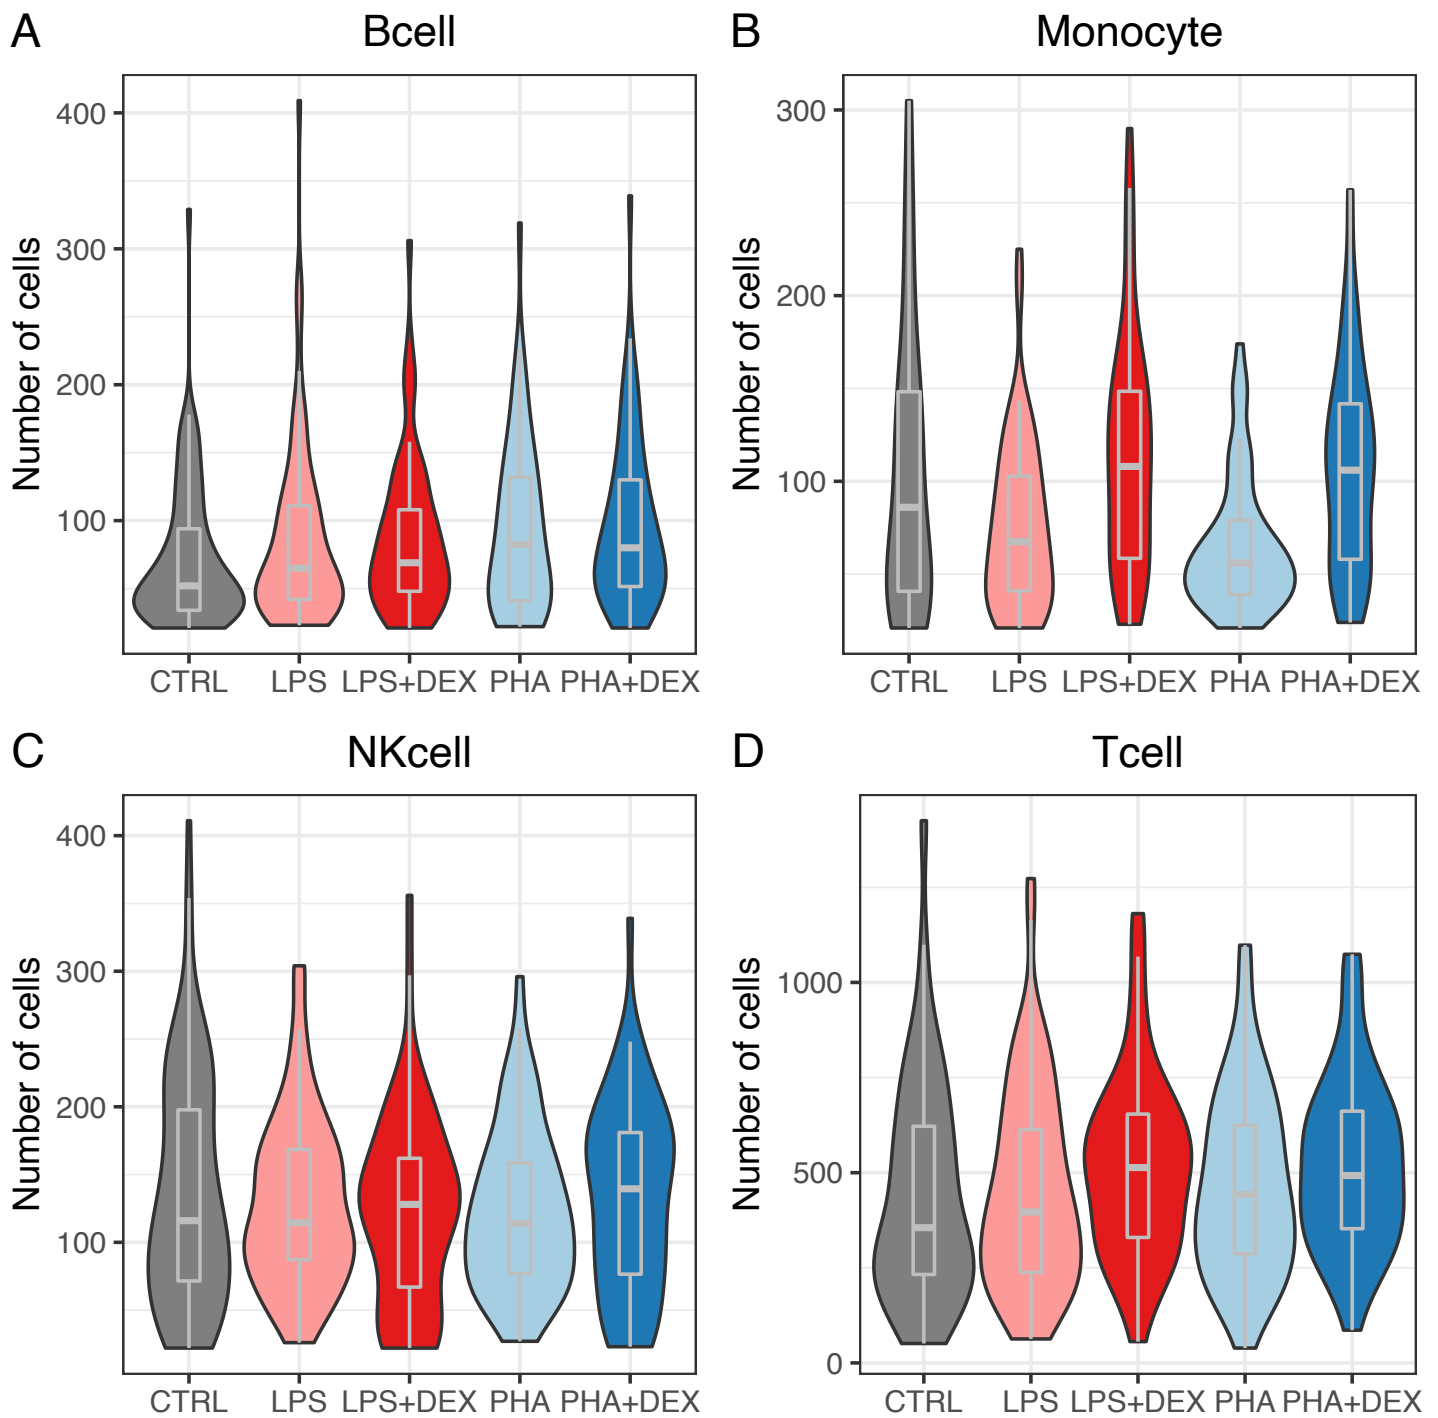 A
Bcell
Number of cells
400
300
200
100
CTRL LPS LPS+DEX PHA PHA+DEX
B
Monocyte
Number of cells
300
200
100
CTRL LPS LPS+DEX PHA PHA+DEX
C
NKcell
Number of cells
400
300
200
100
CTRL LPS LPS+DEX PHA PHA+DEX
D
Tcell
Number of cells
1000
500
0
CTRL LPS LPS+DEX PHA PHA+DEX